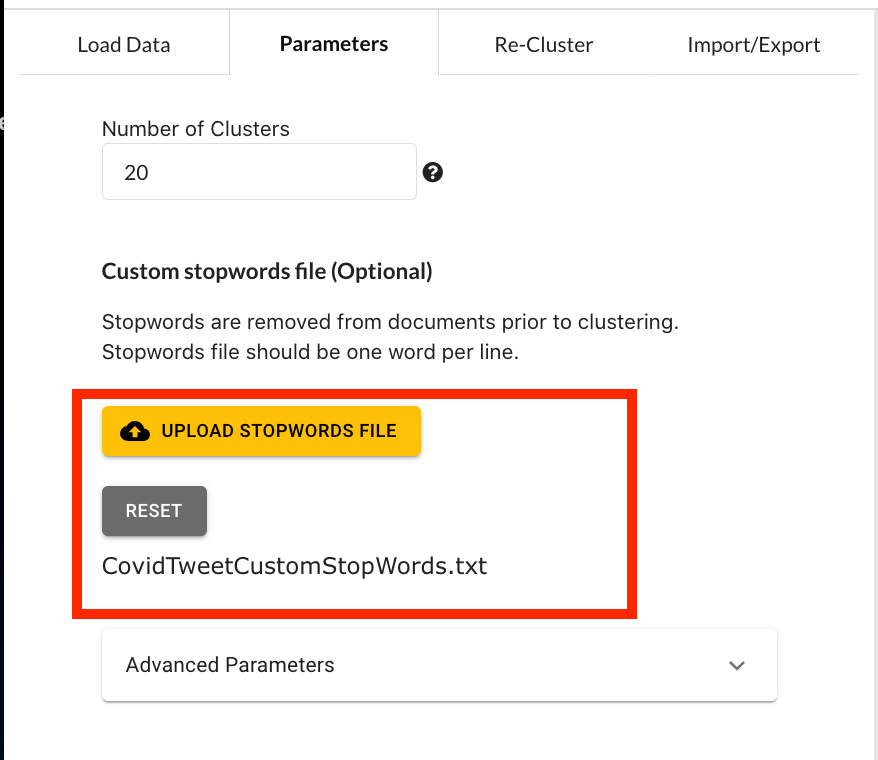 Load Data
Parameters
Re-Cluster
Import/Export
Number of Clusters
20
?
Custom stopwords file (Optional)
Stopwords are removed from documents prior to clustering.
Stopwords file should be one word per line.
UPLOAD STOPWORDS FILE
RESET
CovidTweetCustomStopWords.txt
Advanced Parameters